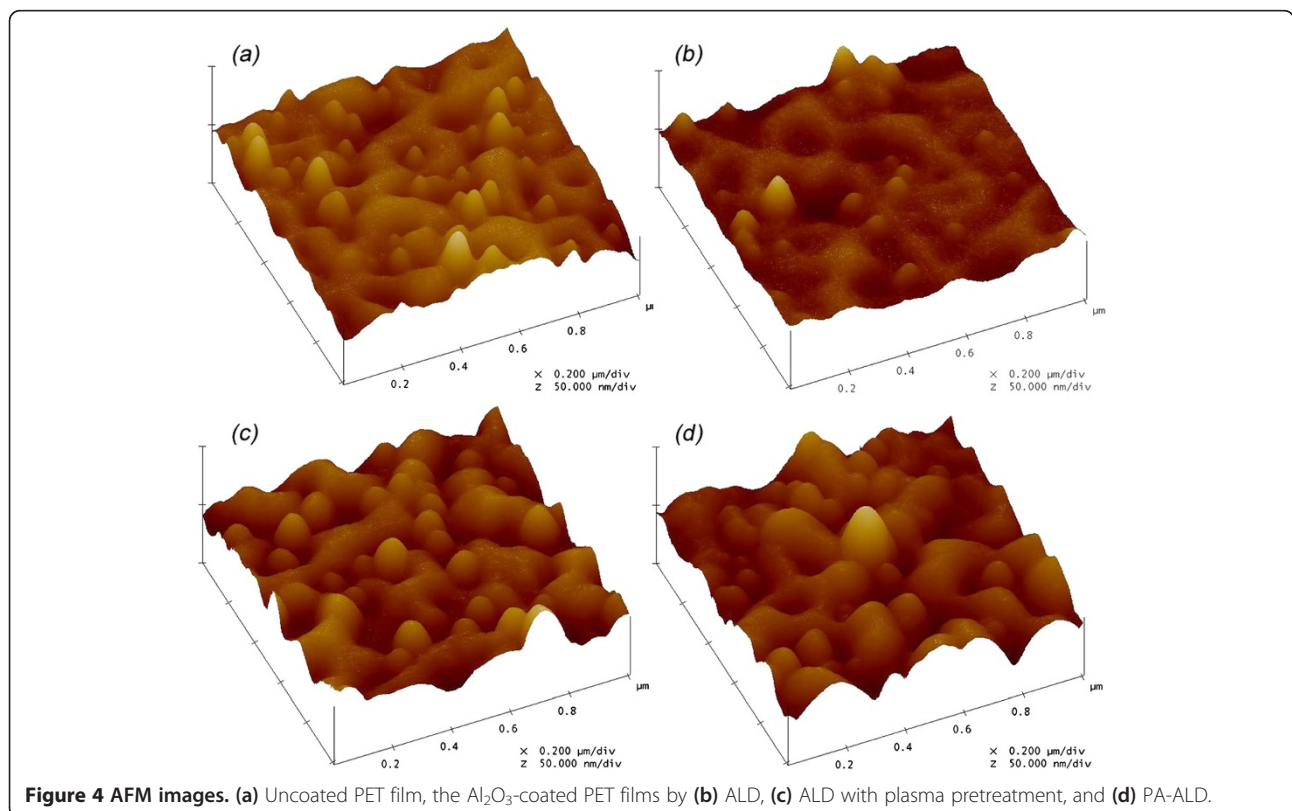 (a)
(b)
0.2 0.4 0.6 0.8 µm
X 0.200 µm/div
Z 50.000 nm/div
0.2 0.4 0.6 0.8 µm
X 0.200 µm/div
Z 50.000 nm/div
(c)
(d)
0.2 0.4 0.6 0.8 µm
X 0.200 µm/div
Z 50.000 nm/div
0.2 0.4 0.6 0.8 µm
X 0.200 µm/div
Z 50.000 nm/div
Figure 4 AFM images. (a) Uncoated PET film, the Al₂O₃-coated PET films by (b) ALD, (c) ALD with plasma pretreatment, and (d) PA-ALD.